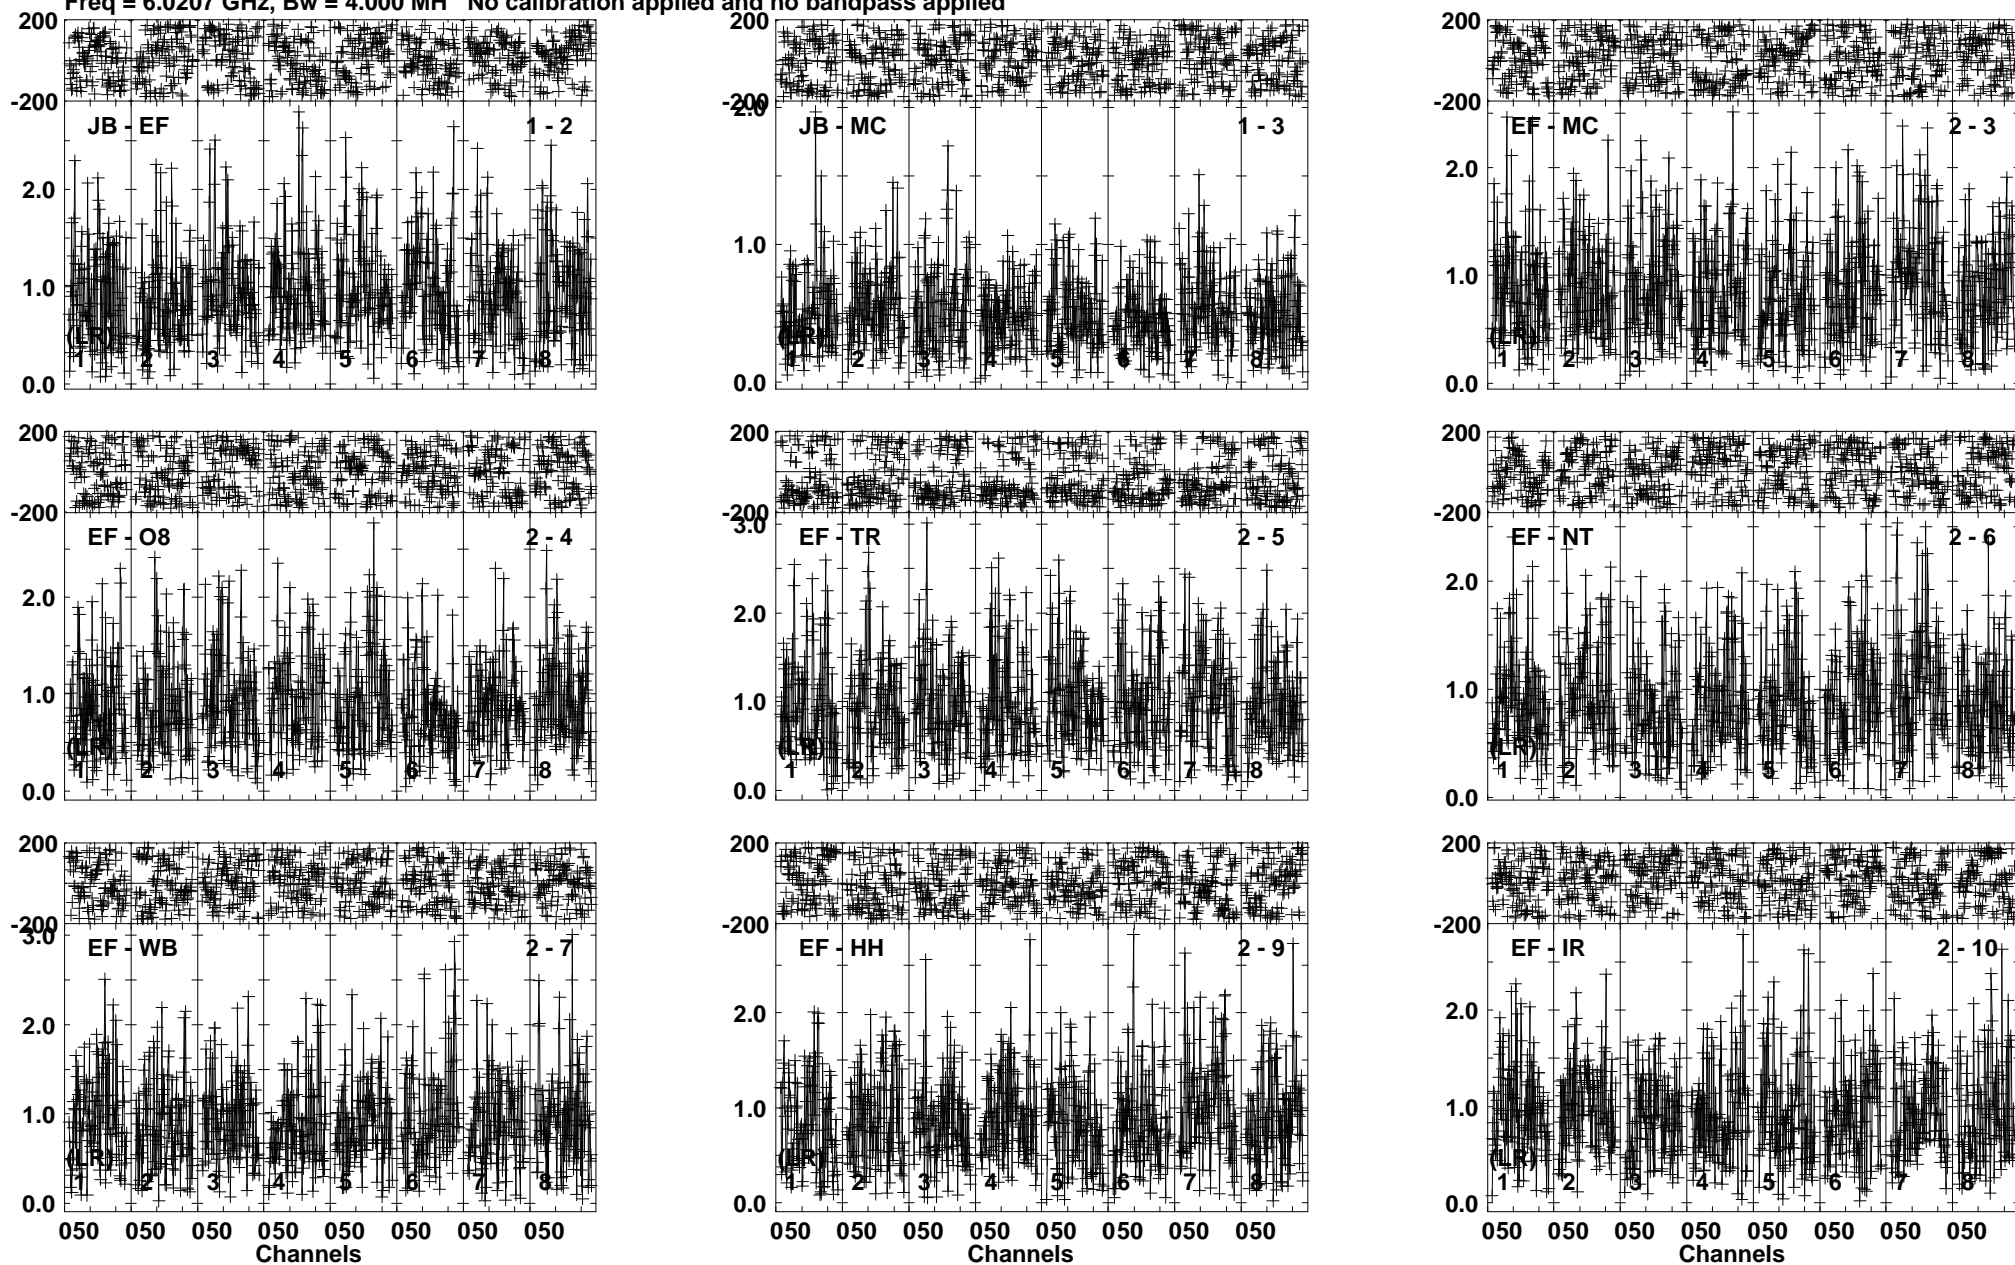 Freq = 6.0207 GHz, Bw = 4.000 MH No calibration applied and no bandpass applied
200
-200
JB - EF 1 - 2
2.0
1.0
(LR)
1 2 3 4 5 6 7 8
0.0
200
-200
2.0
JB - MC 1 - 3
1.0
(LR)
1 2 3 4 5 6 7 8
0.0
200
-200
EF - MC 2 - 3
2.0
1.0
(LR)
1 2 3 4 5 6 7 8
0.0
200
-200
EF - O8 2 - 4
2.0
1.0
(LR)
1 2 3 4 5 6 7 8
0.0
200
-200
3.0
EF - TR 2 - 5
2.0
1.0
(LR)
1 2 3 4 5 6 7 8
0.0
200
-200
EF - NT 2 - 6
2.0
1.0
(LR)
1 2 3 4 5 6 7 8
0.0
200
-200
3.0
EF - WB 2 - 7
2.0
1.0
(LR)
1 2 3 4 5 6 7 8
0.0
050 050 050 050 050 050 050 050
Channels
200
-200
EF - HH 2 - 9
2.0
1.0
(LR)
1 2 3 4 5 6 7 8
0.0
050 050 050 050 050 050 050 050
Channels
200
-200
EF - IR 2 - 10
2.0
1.0
(LR)
1 2 3 4 5 6 7 8
0.0
050 050 050 050 050 050 050 050
Channels